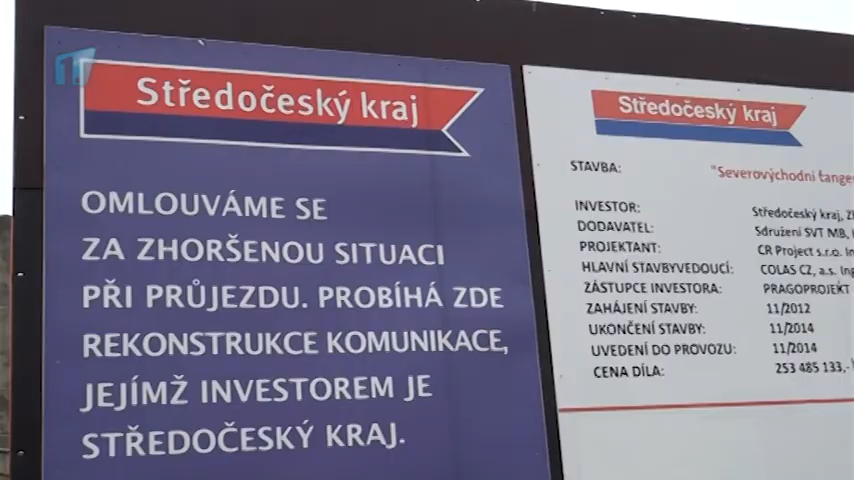 Středočeský kraj
OMLOUVÁME SE
ZA ZHORŠENOU SITUACI
PŘI PRŮJEZDU. PROBÍHÁ ZDE
REKONSTRUKCE KOMUNIKACE,
JEJÍMŽ INVESTOREM JE
STŘEDOČESKÝ KRAJ.
Středočeský kraj
STAVBA: "Severovýchodní tange
INVESTOR: Středočeský kraj,
DODAVATEL: Sdružení SVT MB,
PROJEKTANT: CR Project s.r.o.
HLAVNÍ STAVBYVEDOUCÍ: COLAS CZ, a.s. Ing
ZÁSTUPCE INVESTORA: PRAGOPROJEKT
ZAHÁJENÍ STAVBY: 11/2012
UKONČENÍ STAVBY: 11/2014
UVEDENÍ DO PROVOZU: 11/2014
CENA DÍLA: 253 485 133,-